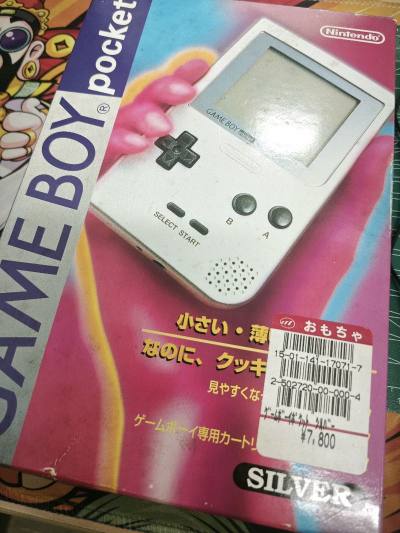 GAME BOY® pocket
Nintendo®
GAME BOY
Nintendo
B
A
SELECT START
小さい・薄
なのに、クッキ
見やすくな
ゲームボーイ専用カートリ
おもちゃ
15-01-141-17071-7
2-502720-00-000-4
¥7,800
SILVER